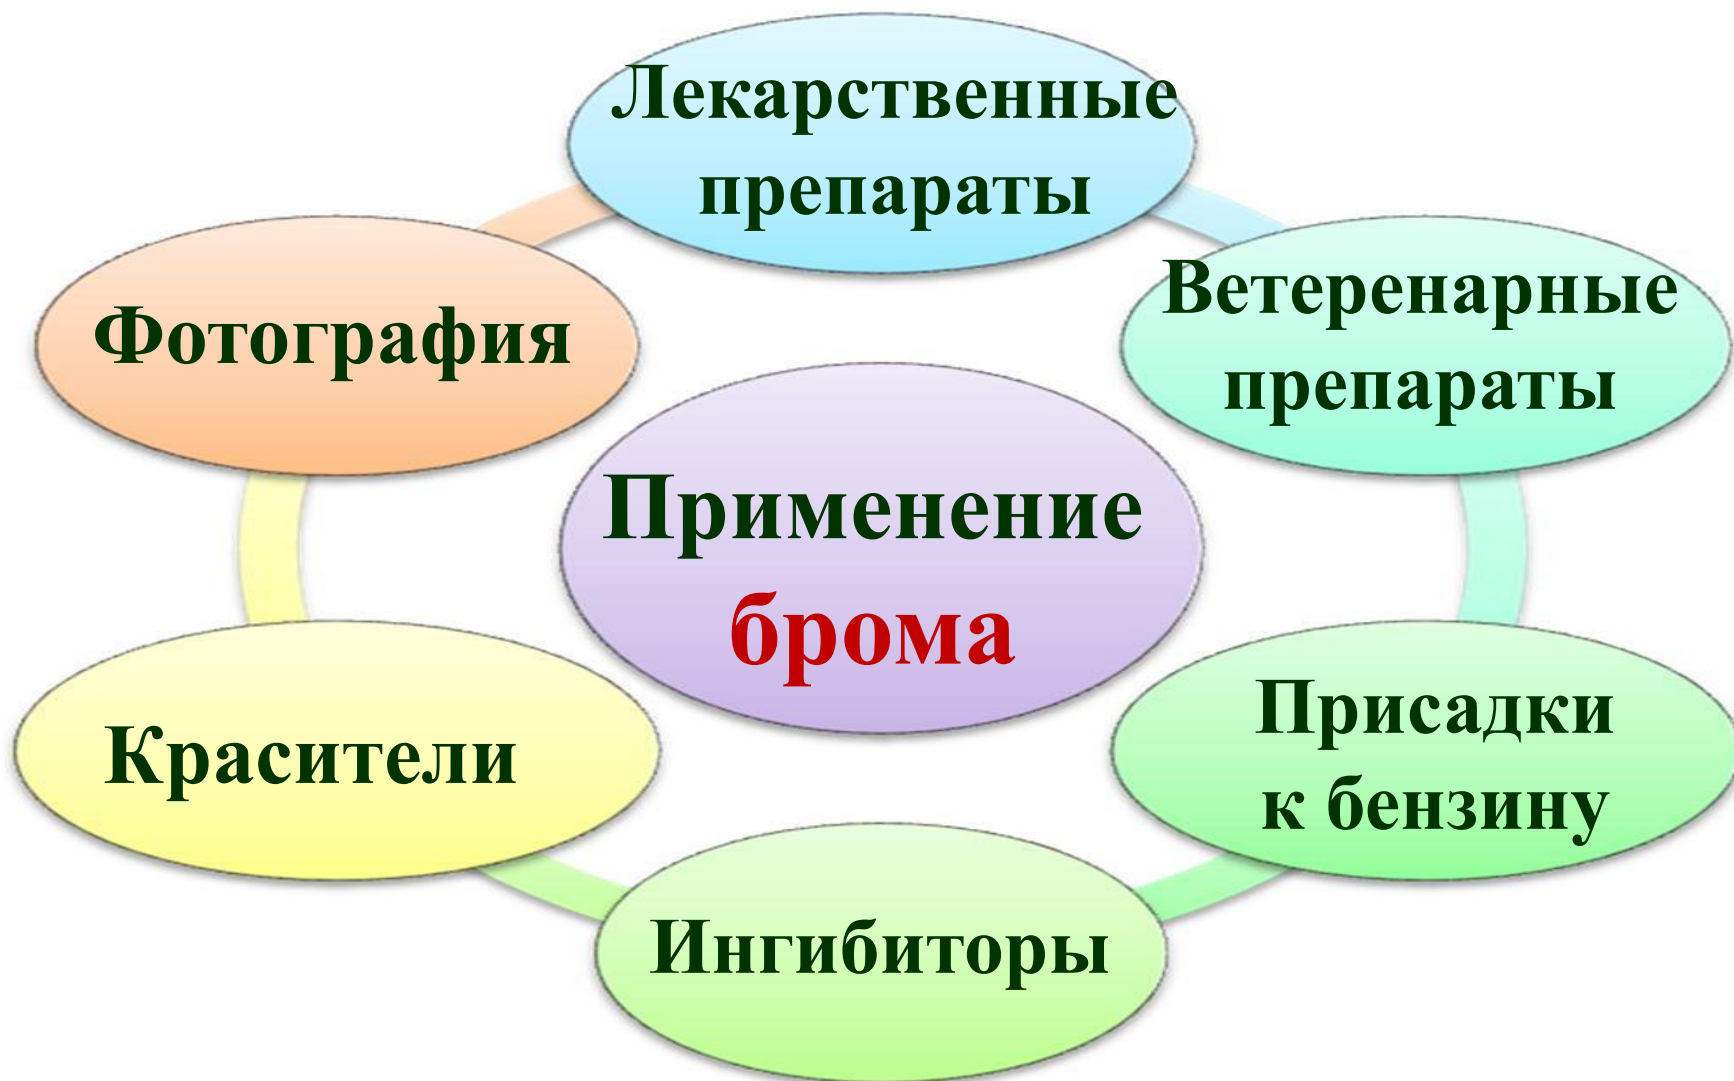 Лекарственные
препараты
Ветеренарные
препараты
Фотография
Применение
брома
Присадки
к бензину
Красители
Ингибиторы